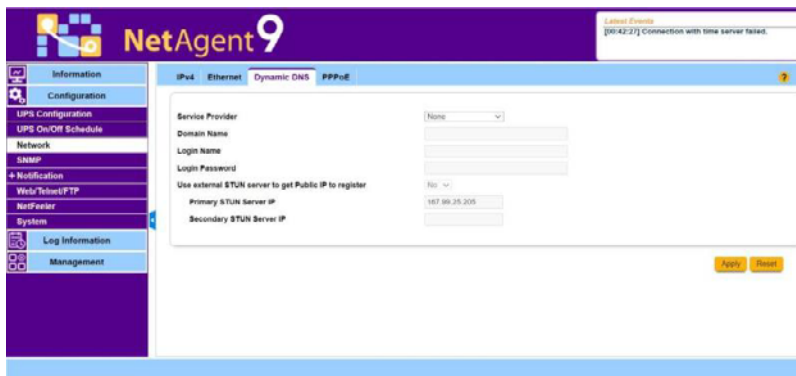 NetAgent 9
Latest Events
[00:42:27] Connection with time server failed.
Information
Configuration
UPS Configuration
UPS On/Off Schedule
Network
SNMP
+ Notification
Web/Telnet/FTP
NetFeeler
System
Log Information
Management
IPv4 Ethernet Dynamic DNS PPPoE
?
Service Provider None
Domain Name
Login Name
Login Password
Use external STUN server to get Public IP to register No
Primary STUN Server IP 167.99.25.205
Secondary STUN Server IP
Apply Reset